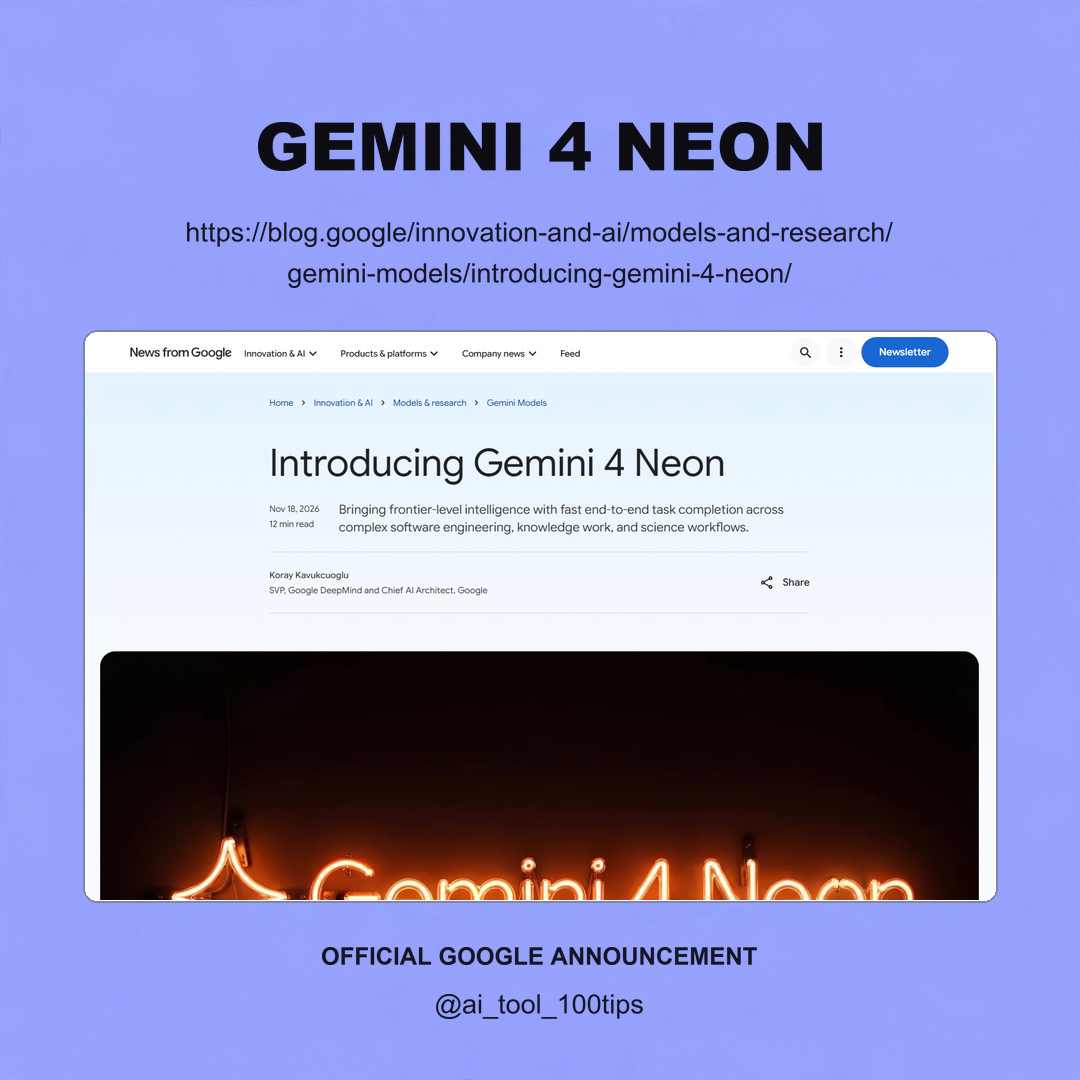 GEMINI 4 NEON
https://blog.google/innovation-and-ai/models-and-research/
gemini-models/introducing-gemini-4-neon/
News from Google Innovation & AI Products & platforms Company news Feed Newsletter
Home > Innovation & AI > Models & research > Gemini Models
Introducing Gemini 4 Neon
Nov 18, 2026
12 min read
Bringing frontier-level intelligence with fast end-to-end task completion across
complex software engineering, knowledge work, and science workflows.
Koray Kavukcuoglu
SVP, Google DeepMind and Chief AI Architect, Google
Share
Gemini 4 Neon
OFFICIAL GOOGLE ANNOUNCEMENT
@ai_tool_100tips